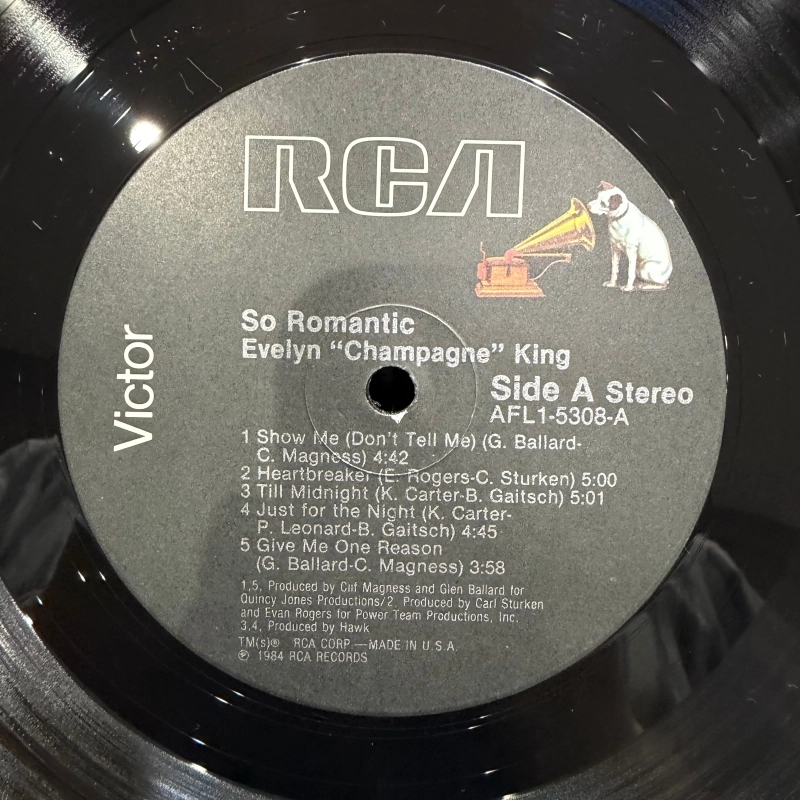 RCA
Victor
So Romantic
Evelyn “Champagne” King
Side A Stereo
AFL1-5308-A
1 Show Me (Don't Tell Me) (G. Ballard-
C. Magness) 4:42
2 Heartbreaker (E. Rogers-C. Sturken) 5:00
3 Till Midnight (K. Carter-B. Gaitsch) 5:01
4 Just for the Night (K. Carter-
P. Leonard-B. Gaitsch) 4:45
5 Give Me One Reason
(G. Ballard-C. Magness) 3:58
1,5, Produced by Clif Magness and Glen Ballard for
Quincy Jones Productions/2, Produced by Carl Sturken
and Evan Rogers for Power Team Productions, Inc.
3,4, Produced by Hawk
TM(s)® RCA CORP.—MADE IN U.S.A.
℗ 1984 RCA RECORDS